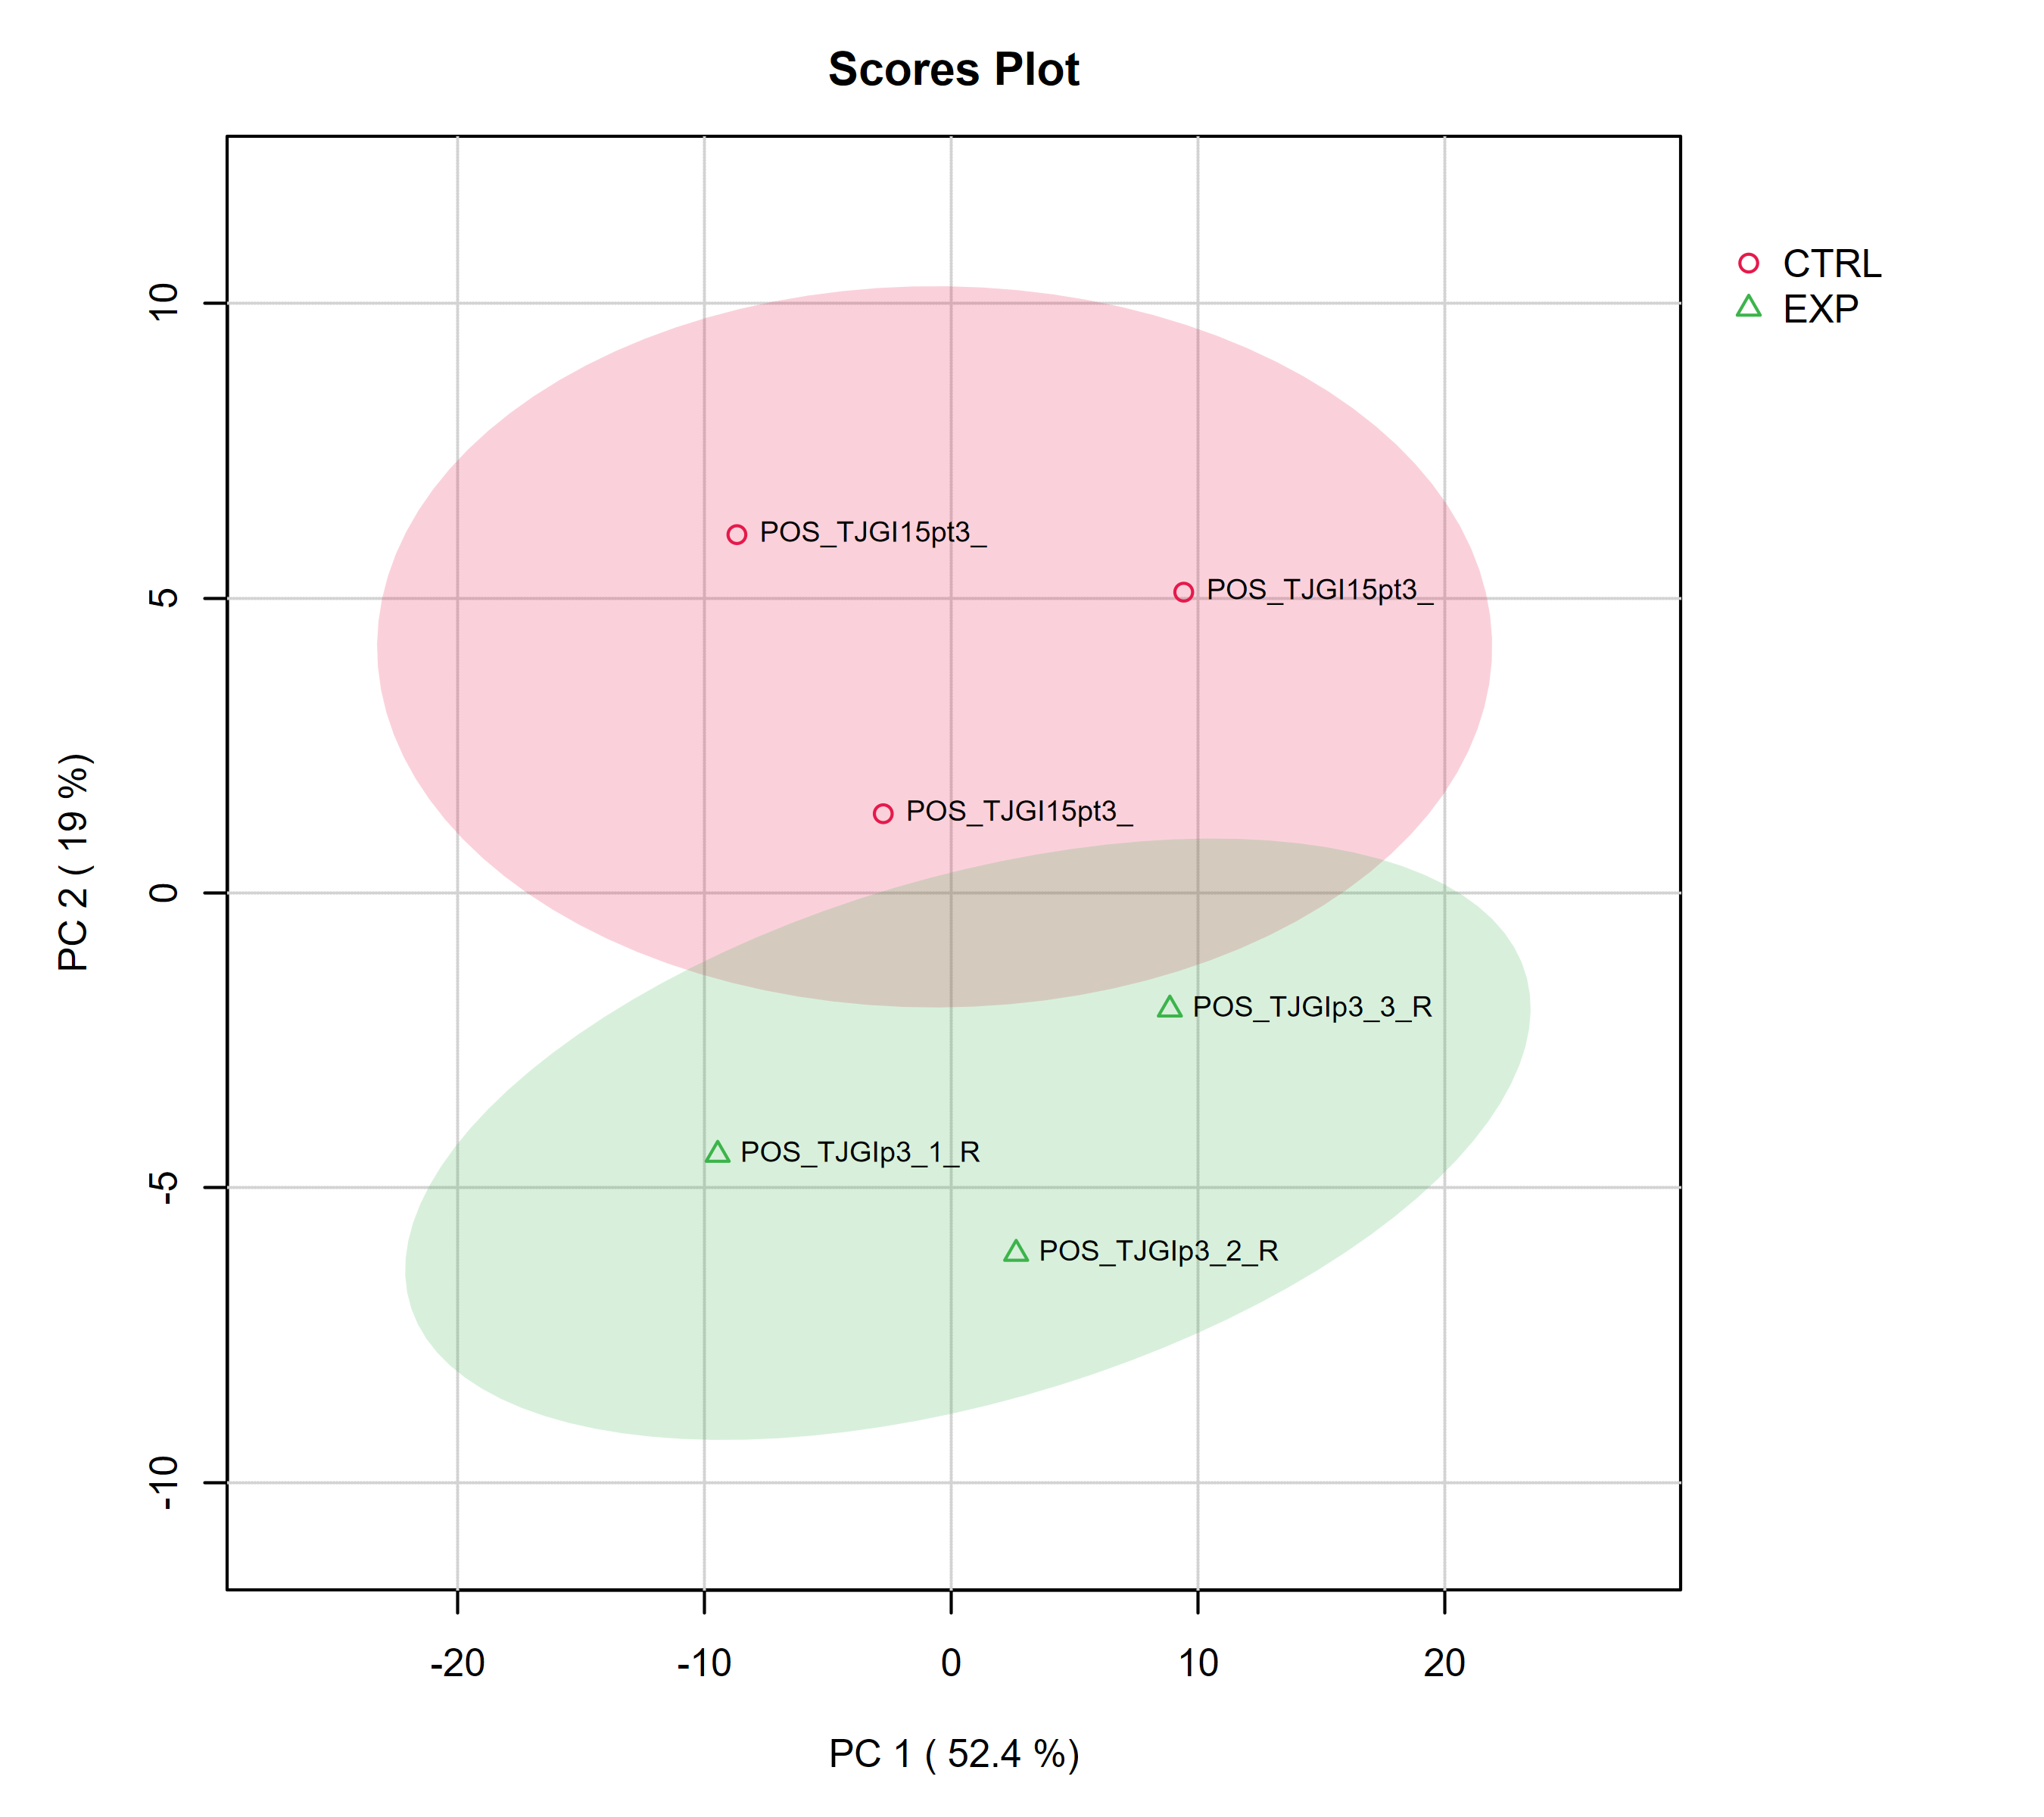 Scores Plot
CTRL
EXP
10
5
0
-5
-10
PC 2 ( 19 %)
POS_TJGI15pt3_
POS_TJGI15pt3_
POS_TJGI15pt3_
POS_TJGIp3_3_R
POS_TJGIp3_1_R
POS_TJGIp3_2_R
-20 -10 0 10 20
PC 1 ( 52.4 %)